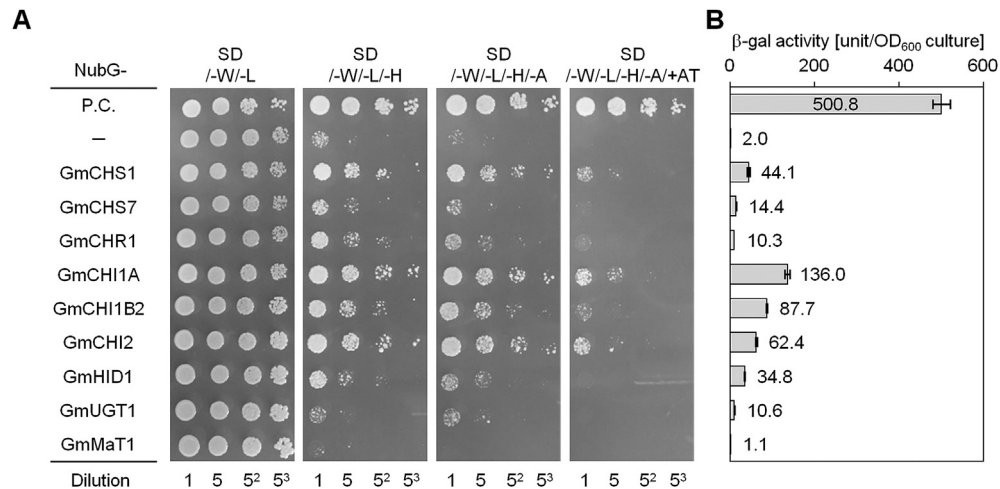 A
B
NubG-
SD
/-W/-L
SD
/-W/-L/-H
SD
/-W/-L/-H/-A
SD
/-W/-L/-H/-A/+AT
β-gal activity [unit/OD600 culture]
0 200 400 600
P.C. 500.8
– 2.0
GmCHS1 44.1
GmCHS7 14.4
GmCHR1 10.3
GmCHI1A 136.0
GmCHI1B2 87.7
GmCHI2 62.4
GmHID1 34.8
GmUGT1 10.6
GmMaT1 1.1
Dilution 1 5 5² 5³ 1 5 5² 5³ 1 5 5² 5³ 1 5 5² 5³